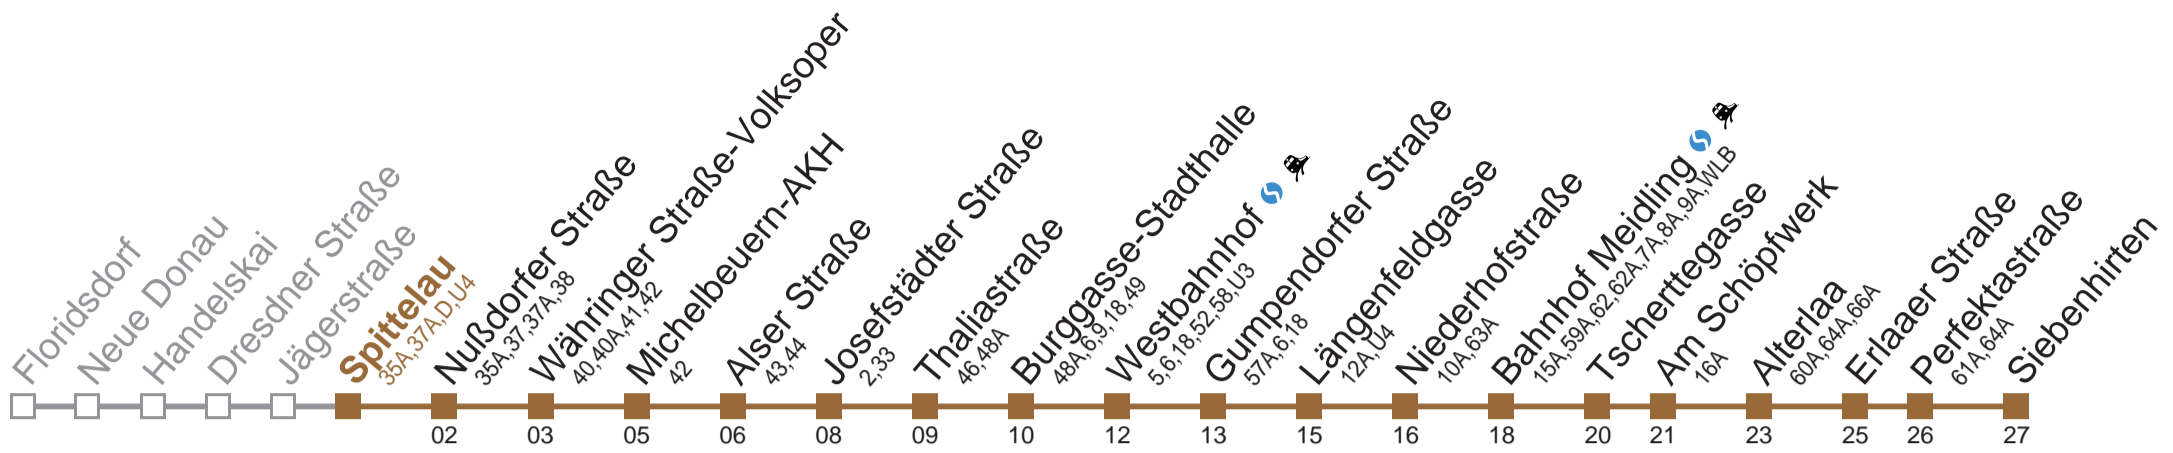 Floridsdorf
Neue Donau
Handelskai
Dresdner Straße
Jägerstraße
Spittelau
35A,37A,D,U4
Nußdorfer Straße
35A,37,37A,38
Währinger Straße-Volksoper
40,40A,41,42
Michelbeuern-AKH
42
Alser Straße
43,44
Josefstädter Straße
2,33
Thaliastraße
46,48A
Burggasse-Stadthalle
48A,6,9,18,49
Westbahnhof
5,6,18,52,58,U3
Gumpendorfer Straße
57A,6,18
Längenfeldgasse
12A,U4
Niederhofstraße
10A,63A
Bahnhof Meidling
15A,59A,62,62A,7A,8A,9A,WLB
Tscherttegasse
Am Schöpfwerk
16A
Alterlaa
60A,64A,66A
Erlaaer Straße
Perfektastraße
61A,64A
Siebenhirten
02 03 05 06 08 09 10 12 13 15 16 18 20 21 23 25 26 27